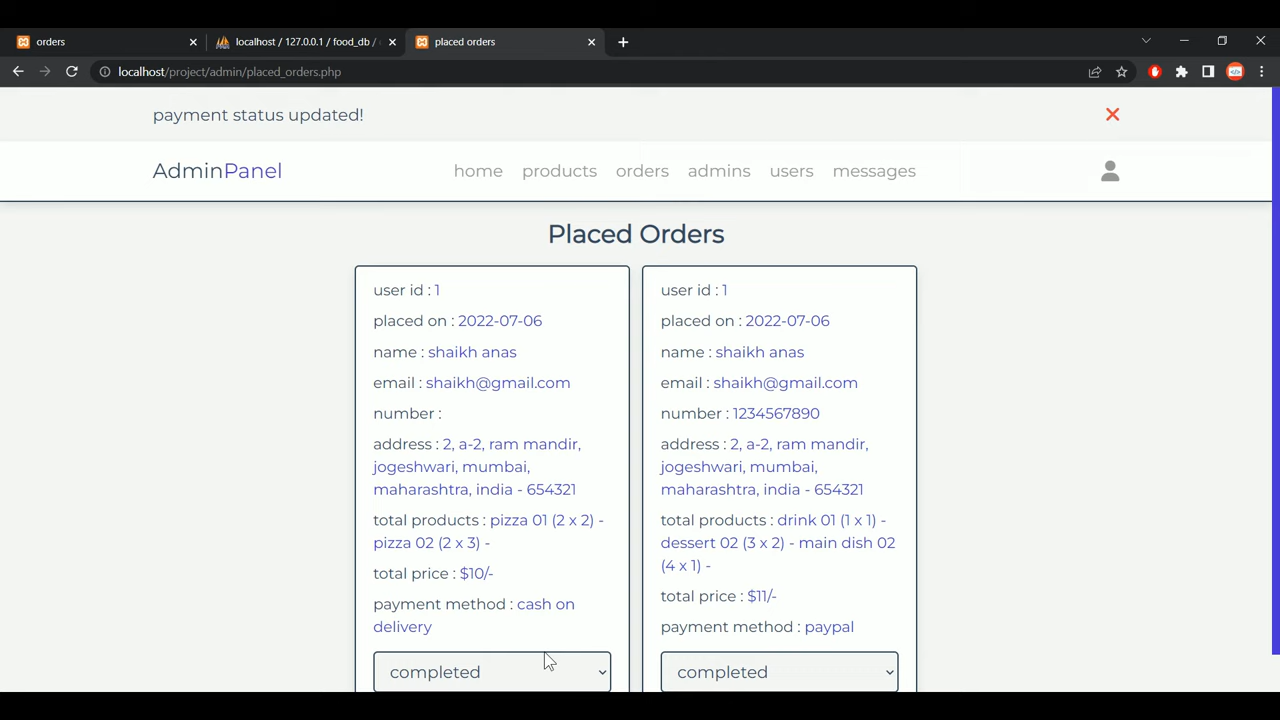 orders
localhost / 127.0.0.1 / food_db /
placed orders
localhost/project/admin/placed_orders.php
payment status updated!
AdminPanel
home products orders admins users messages
Placed Orders
user id : 1
placed on : 2022-07-06
name : shaikh anas
email : shaikh@gmail.com
number :
address : 2, a-2, ram mandir,
jogeshwari, mumbai,
maharashtra, india - 654321
total products : pizza 01 (2 x 2) -
pizza 02 (2 x 3) -
total price : $10/-
payment method : cash on
delivery
completed
user id : 1
placed on : 2022-07-06
name : shaikh anas
email : shaikh@gmail.com
number : 1234567890
address : 2, a-2, ram mandir,
jogeshwari, mumbai,
maharashtra, india - 654321
total products : drink 01 (1 x 1) -
dessert 02 (3 x 2) - main dish 02
(4 x 1) -
total price : $11/-
payment method : paypal
completed